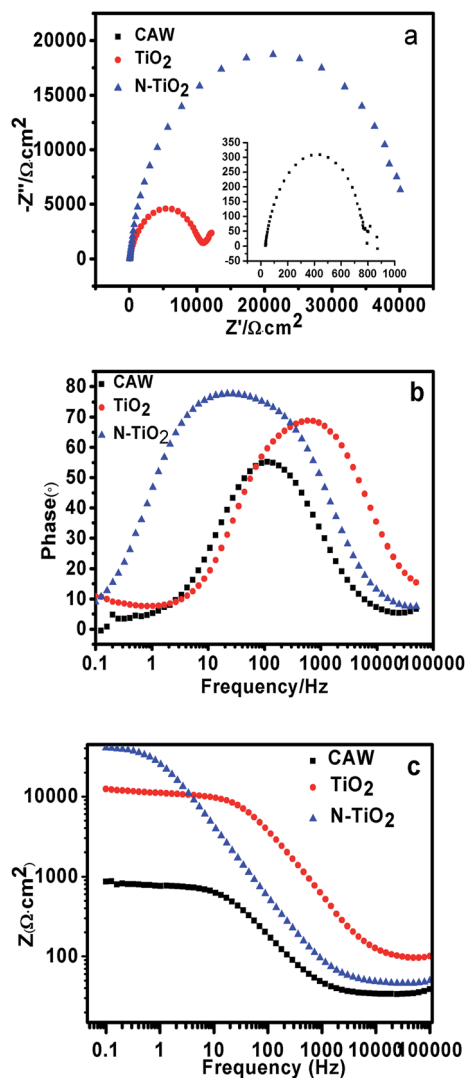 CAW
TiO2
N-TiO2
a
20000
15000
10000
5000
0
-Z''/Ω.cm2
350
300
250
200
150
100
50
0
-50
0 200 400 600 800 1000
0 10000 20000 30000 40000
Z'/Ω.cm2
CAW
TiO2
N-TiO2
b
80
70
60
50
40
30
20
10
0
Phase(°)
0.1 1 10 100 1000 10000 100000
Frequency/Hz
CAW
TiO2
N-TiO2
c
10000
1000
100
Z(Ω.cm2)
0.1 1 10 100 1000 10000 100000
Frequency (Hz)